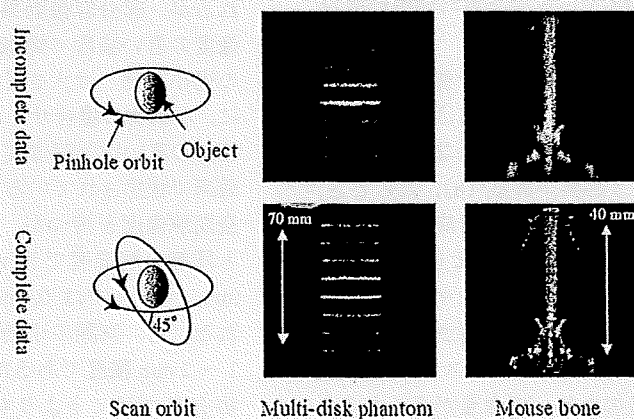 Incomplete data
Pinhole orbit
Object
Complete data
45°
70 mm
40 mm
Scan orbit
Multi-disk phantom
Mouse bone